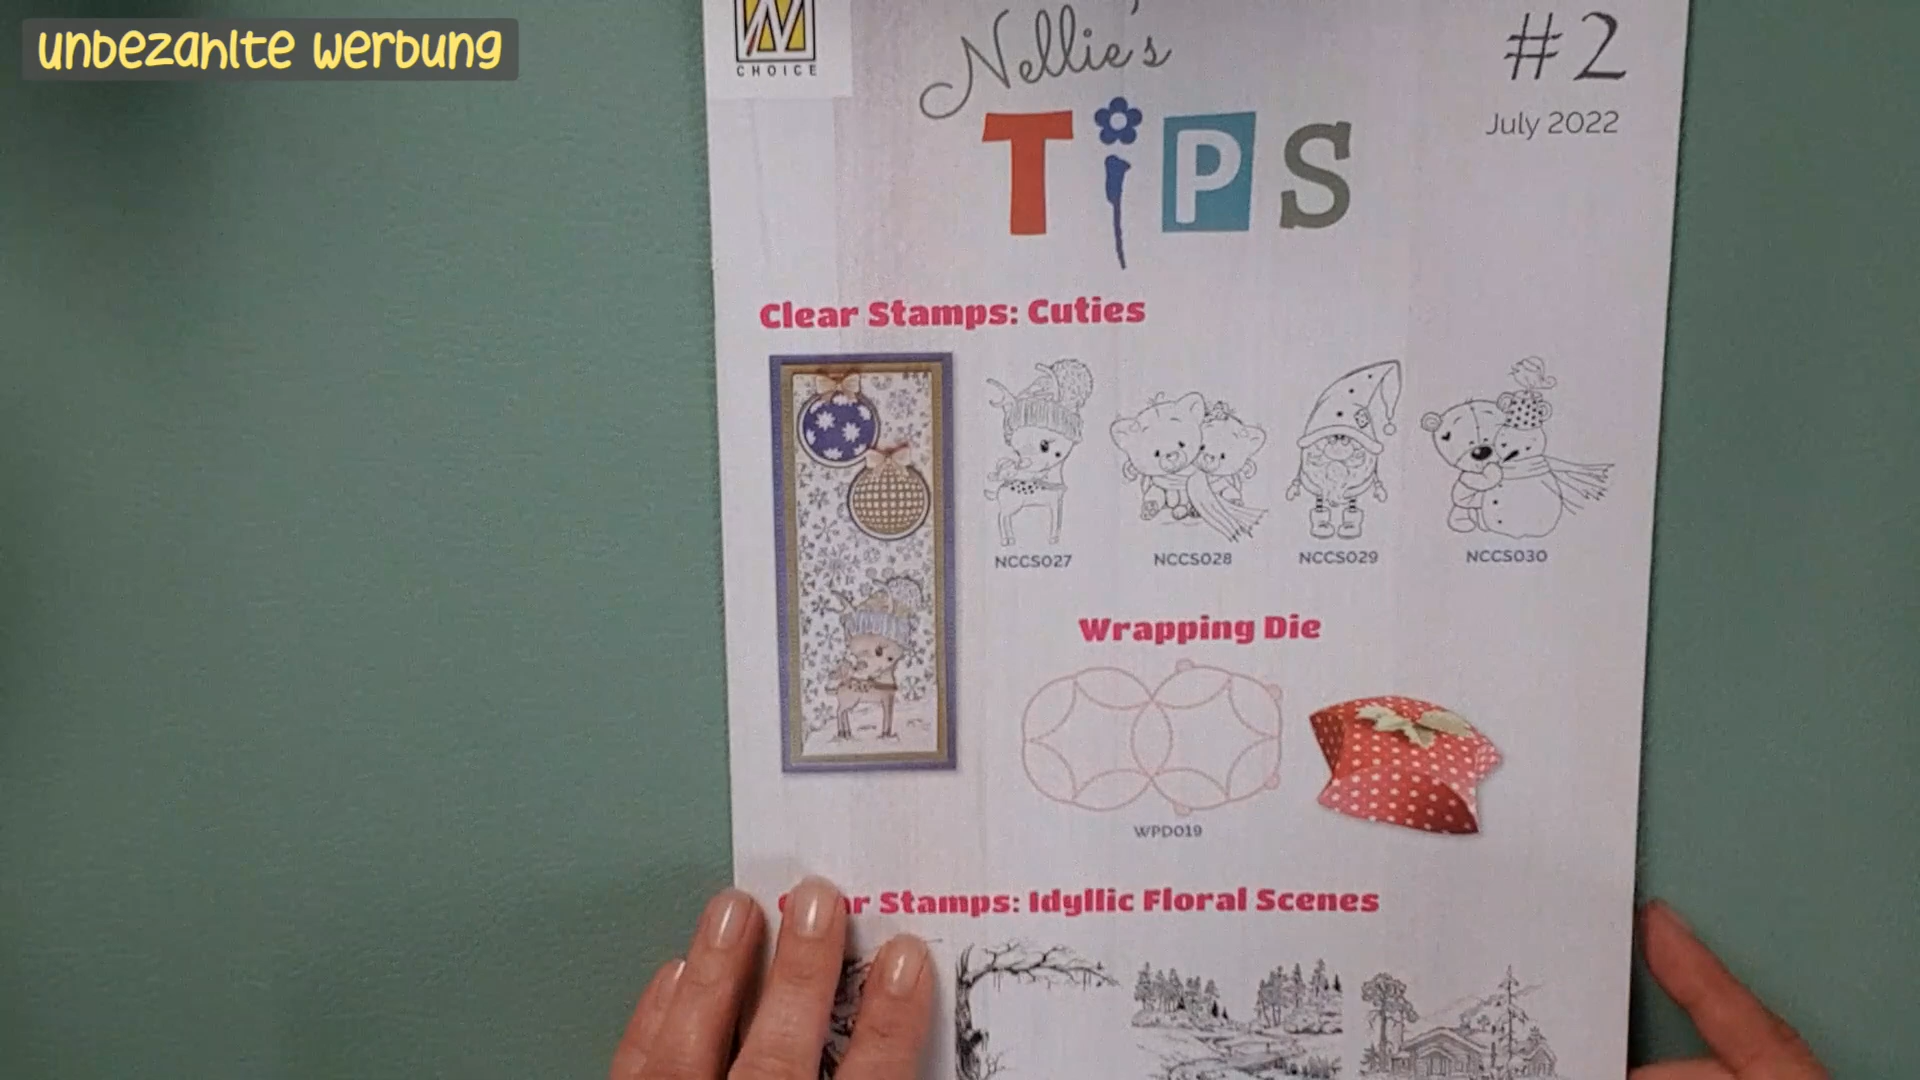 unbezahlte werbung
CHOICE
Nellie's
TiPS
#2
July 2022
Clear Stamps: Cuties
NCCS027
NCCS028
NCCS029
NCCS030
Wrapping Die
WPD019
Stamps: Idyllic Floral Scenes